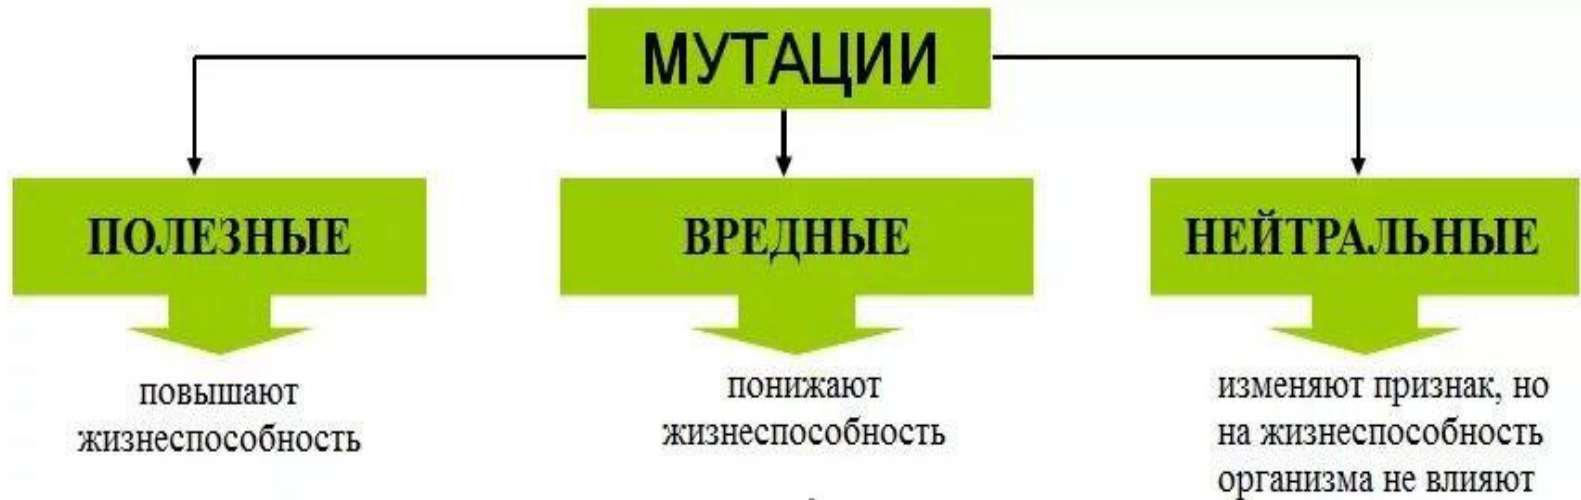 МУТАЦИИ
ПОЛЕЗНЫЕ
ВРЕДНЫЕ
НЕЙТРАЛЬНЫЕ
повышают
жизнеспособность
понижают
жизнеспособность
изменяют признак, но
на жизнеспособность
организма не влияют